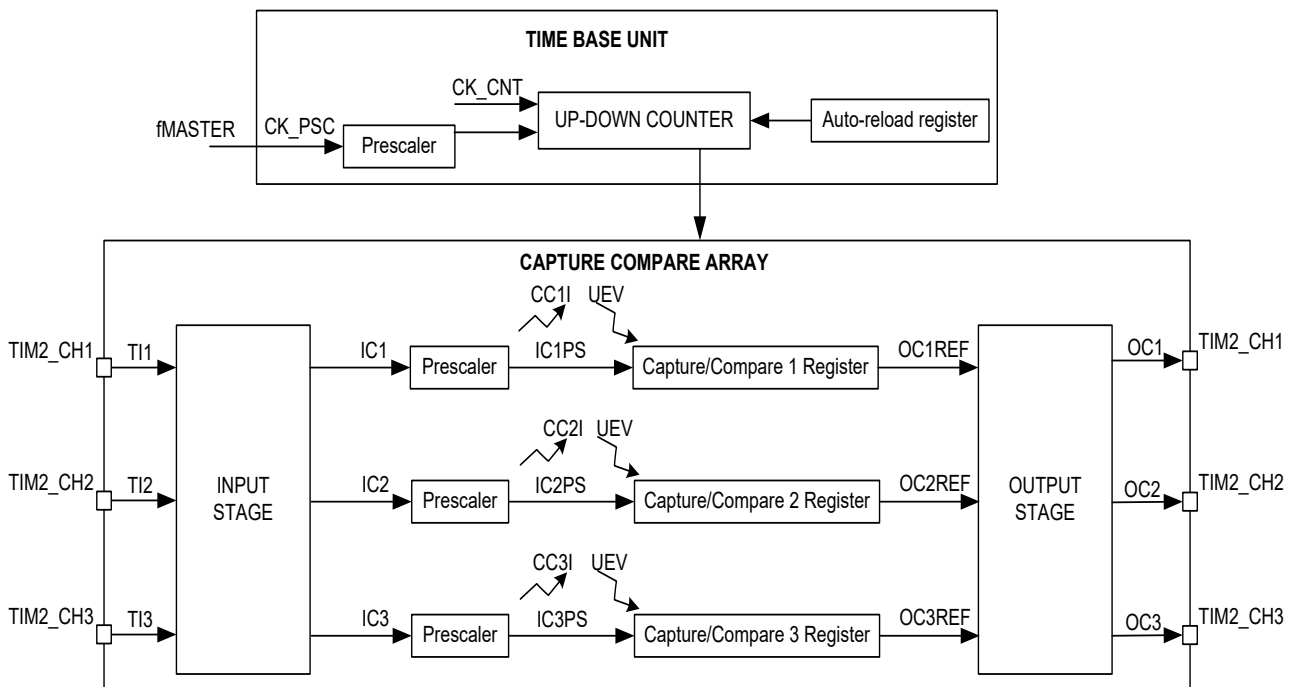 TIME BASE UNIT
CK_CNT
UP-DOWN COUNTER
Auto-reload register
fMASTER
CK_PSC
Prescaler
CAPTURE COMPARE ARRAY
CC1I
UEV
TIM2_CH1
TI1
IC1
Prescaler
IC1PS
Capture/Compare 1 Register
OC1REF
OC1
TIM2_CH1
CC2I
UEV
TIM2_CH2
TI2
INPUT
STAGE
IC2
Prescaler
IC2PS
Capture/Compare 2 Register
OC2REF
OUTPUT
STAGE
OC2
TIM2_CH2
CC3I
UEV
TIM2_CH3
TI3
IC3
Prescaler
IC3PS
Capture/Compare 3 Register
OC3REF
OC3
TIM2_CH3